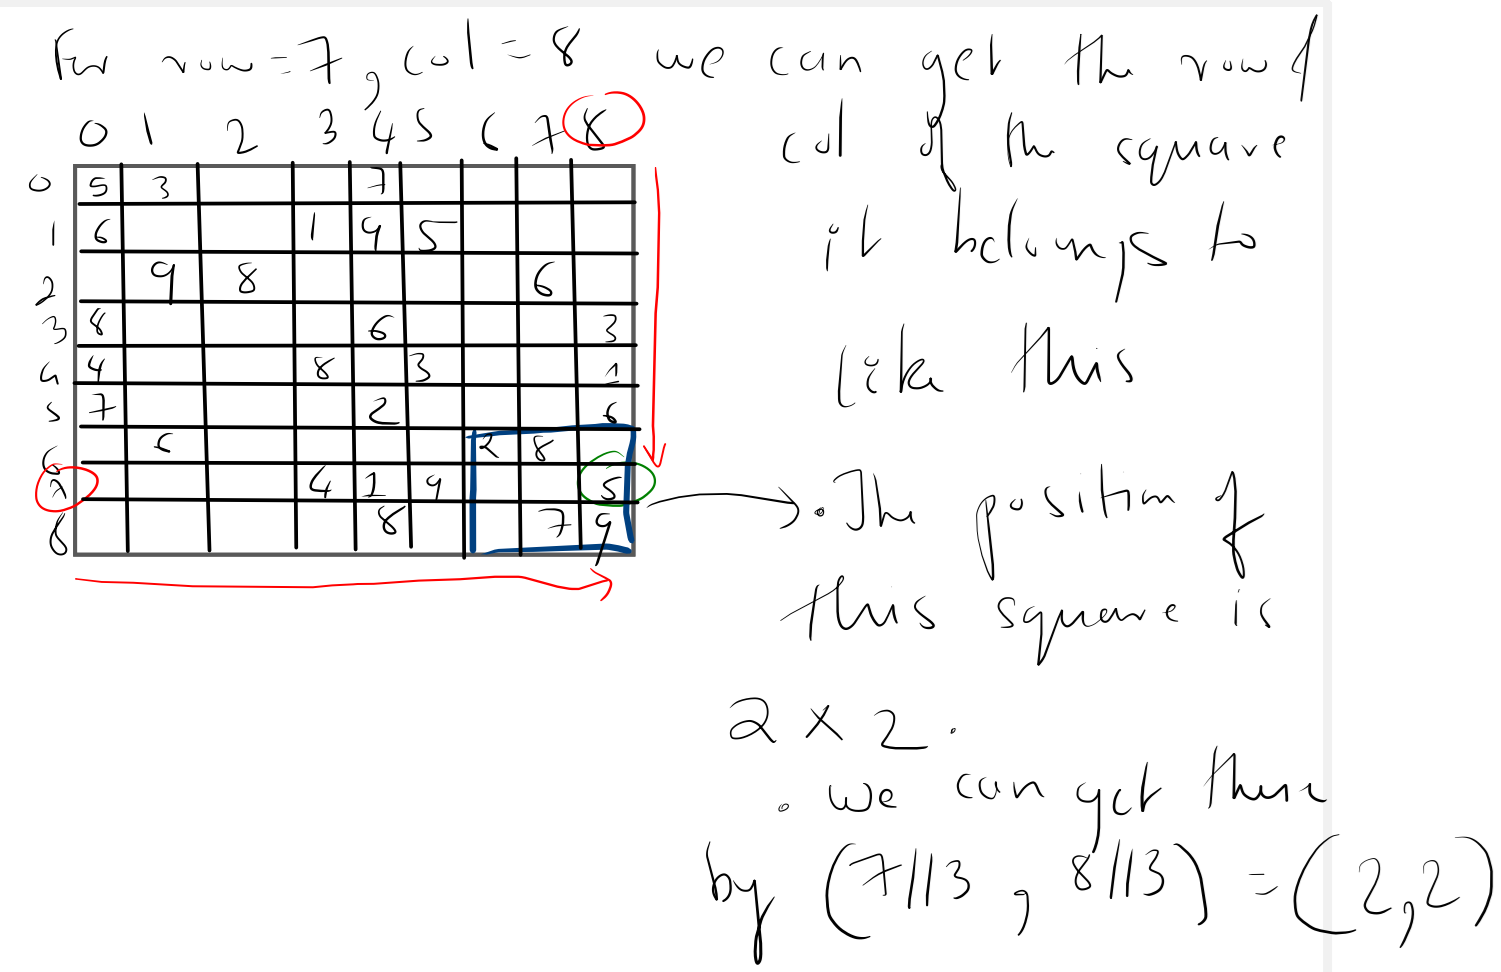 For row=7, col=8 we can get the row/
col of the square
it belongs to
like this
0 1 2 3 4 5 6 7 8
0 5 3 7
1 6 1 9 5
2 9 8 6
3 8 6 3
4 4 8 3 1
5 7 2 6
6 6 2 8
7 4 1 9 5
8 8 7 9
. The position of
this square is
2 x 2 .
. we can get there
by (7//3 , 8//3) = (2,2)